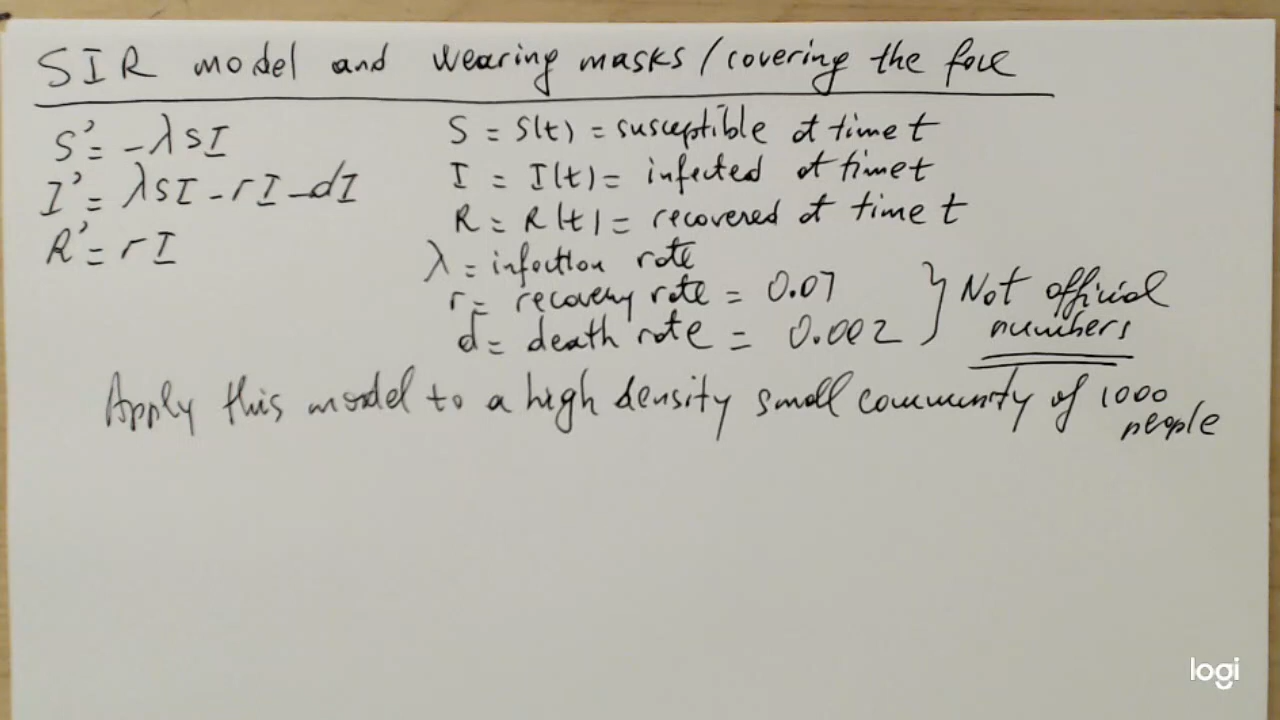 SIR model and wearing masks / covering the face
S' = -λSI
I' = λSI - rI - dI
R' = rI
S = S(t) = susceptible at time t
I = I(t) = infected at time t
R = R(t) = recovered at time t
λ = infection rate
r = recovery rate = 0.07
d = death rate = 0.002
} Not official
numbers
Apply this model to a high density small community of 1000
people
logi